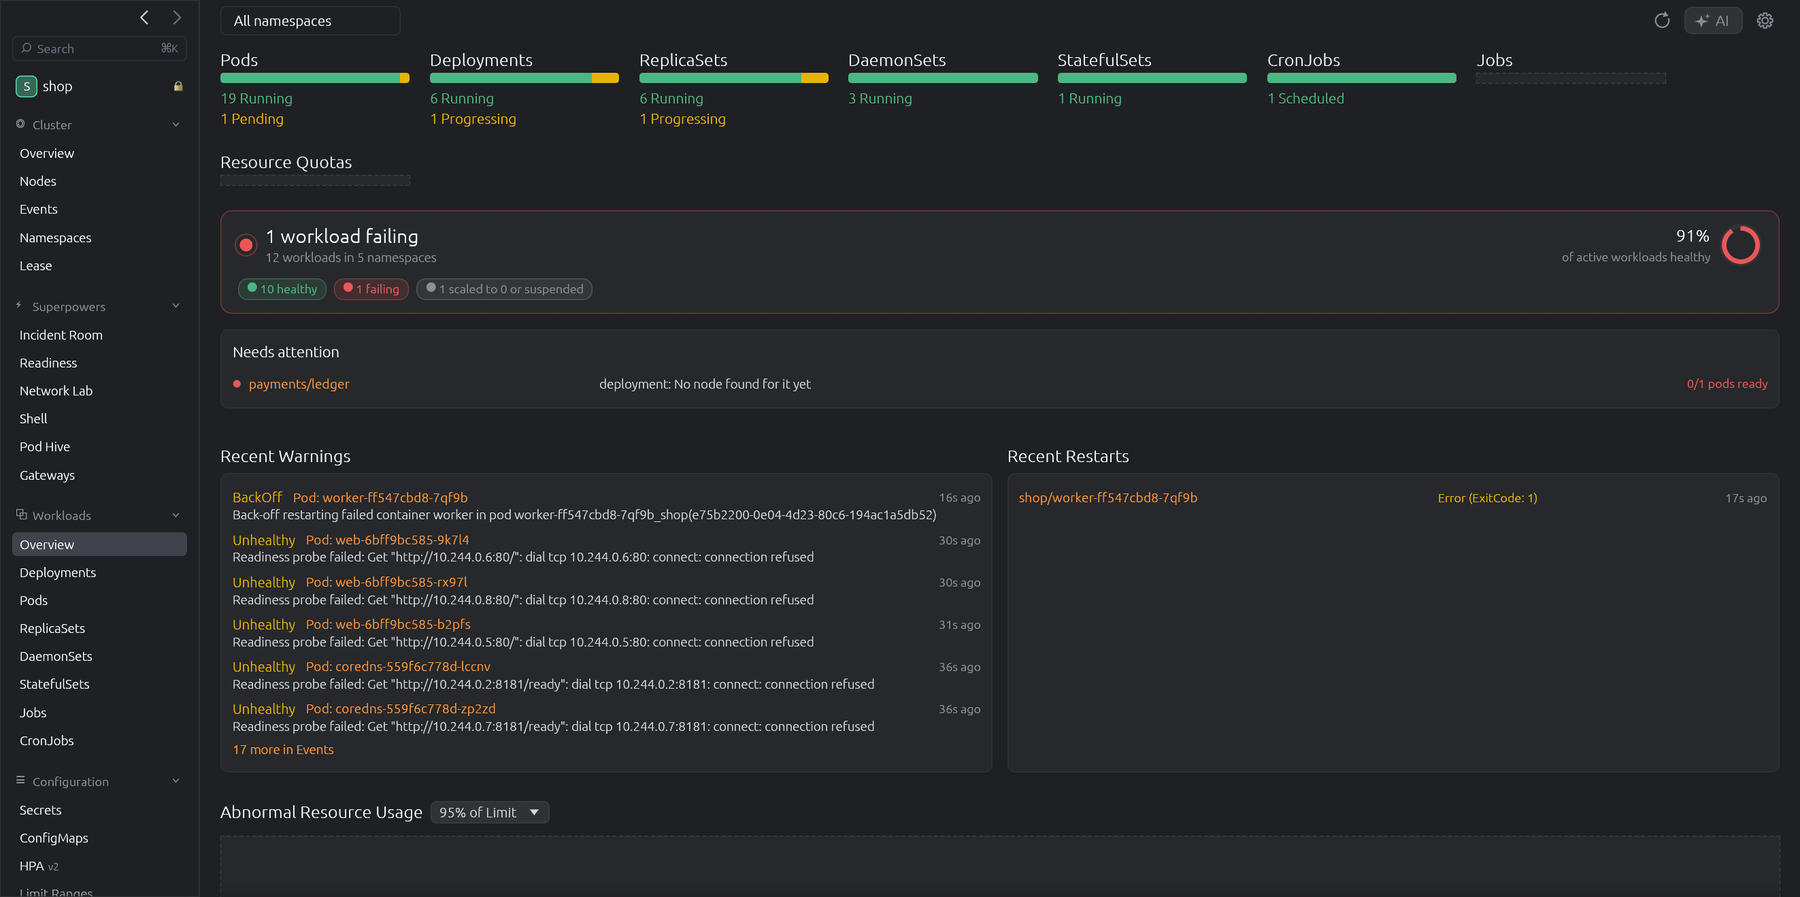 Search ⌘K
S shop
Cluster
Overview
Nodes
Events
Namespaces
Lease
Superpowers
Incident Room
Readiness
Network Lab
Shell
Pod Hive
Gateways
Workloads
Overview
Deployments
Pods
ReplicaSets
DaemonSets
StatefulSets
Jobs
CronJobs
Configuration
Secrets
ConfigMaps
HPA v2
Limit Ranges
All namespaces
AI
Pods
19 Running
1 Pending
Deployments
6 Running
1 Progressing
ReplicaSets
6 Running
1 Progressing
DaemonSets
3 Running
StatefulSets
1 Running
CronJobs
1 Scheduled
Jobs
Resource Quotas
1 workload failing
12 workloads in 5 namespaces
10 healthy 1 failing 1 scaled to 0 or suspended
91%
of active workloads healthy
Needs attention
payments/ledger deployment: No node found for it yet 0/1 pods ready
Recent Warnings
BackOff Pod: worker-ff547cbd8-7qf9b 16s ago
Back-off restarting failed container worker in pod worker-ff547cbd8-7qf9b_shop(e75b2200-0e04-4d23-80c6-194ac1a5db52)
Unhealthy Pod: web-6bff9bc585-9k7l4 30s ago
Readiness probe failed: Get "http://10.244.0.6:80/": dial tcp 10.244.0.6:80: connect: connection refused
Unhealthy Pod: web-6bff9bc585-rx97l 30s ago
Readiness probe failed: Get "http://10.244.0.8:80/": dial tcp 10.244.0.8:80: connect: connection refused
Unhealthy Pod: web-6bff9bc585-b2pfs 31s ago
Readiness probe failed: Get "http://10.244.0.5:80/": dial tcp 10.244.0.5:80: connect: connection refused
Unhealthy Pod: coredns-559f6c778d-lccnv 36s ago
Readiness probe failed: Get "http://10.244.0.2:8181/ready": dial tcp 10.244.0.2:8181: connect: connection refused
Unhealthy Pod: coredns-559f6c778d-zp2zd 36s ago
Readiness probe failed: Get "http://10.244.0.7:8181/ready": dial tcp 10.244.0.7:8181: connect: connection refused
17 more in Events
Recent Restarts
shop/worker-ff547cbd8-7qf9b Error (ExitCode: 1) 17s ago
Abnormal Resource Usage 95% of Limit